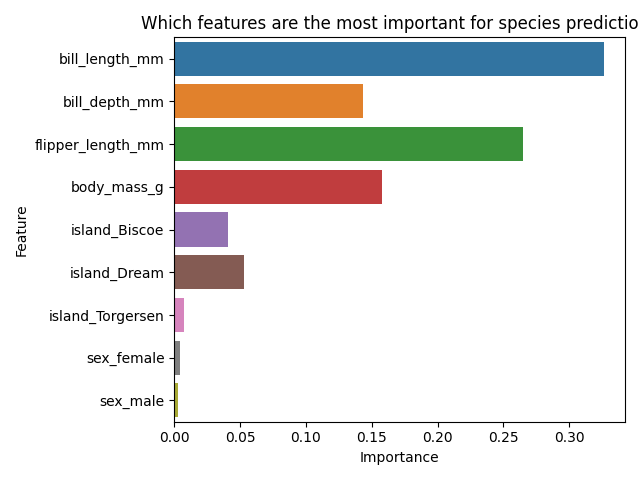 Which features are the most important for species predictio
bill_length_mm
bill_depth_mm
flipper_length_mm
body_mass_g
island_Biscoe
island_Dream
island_Torgersen
sex_female
sex_male
Feature
0.00 0.05 0.10 0.15 0.20 0.25 0.30
Importance